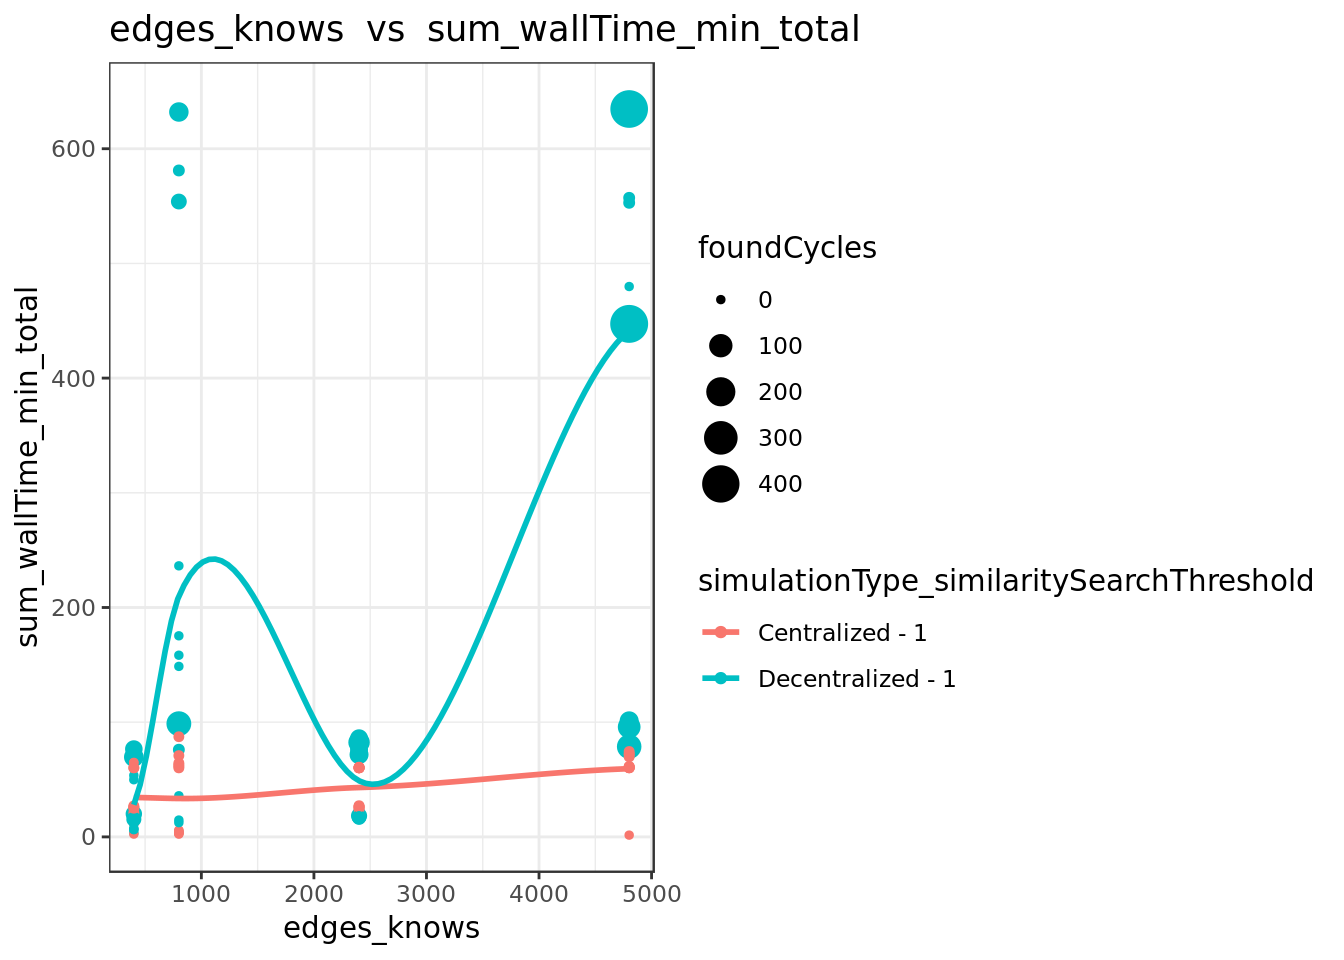 edges_knows  vs  sum_wallTime_min_total
sum_wallTime_min_total
600
400
200
0
1000
2000
3000
4000
5000
edges_knows
foundCycles
0
100
200
300
400
simulationType_similaritySearchThreshold
Centralized - 1
Decentralized - 1